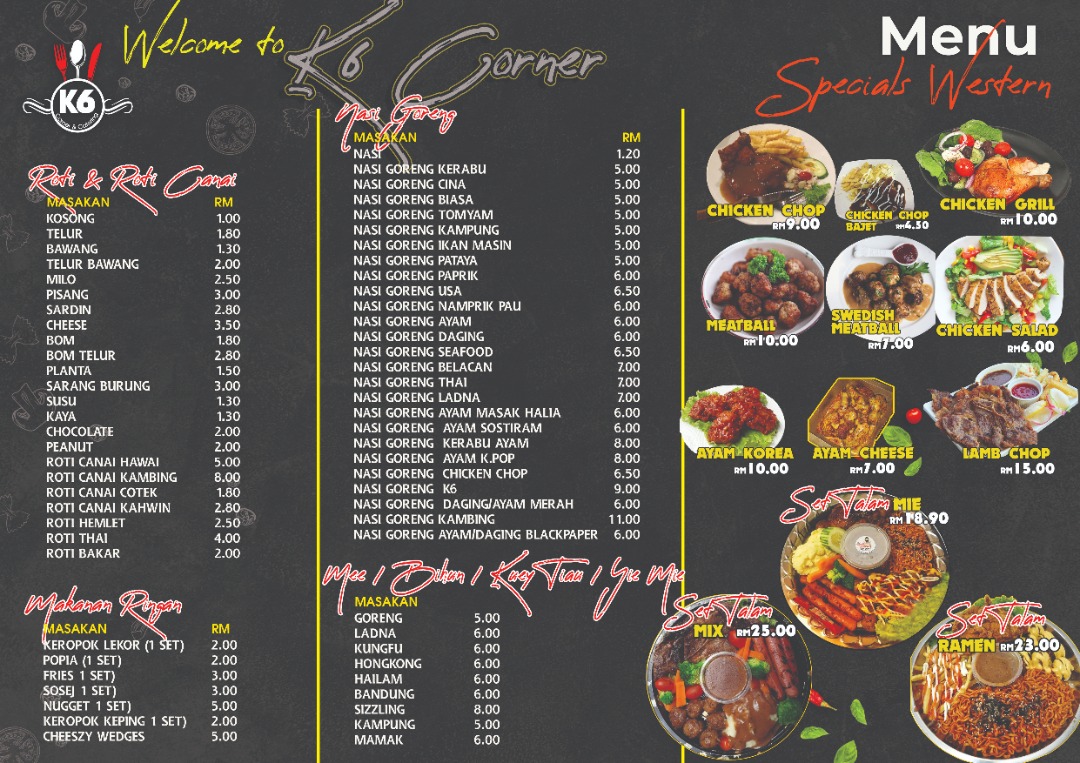 K6
Welcome to
K6 Corner
Menu
Specials Western
Roti & Roti Canai
MASAKAN RM
KOSONG 1.00
TELUR 1.80
BAWANG 1.30
TELUR BAWANG 2.00
MILO 2.50
PISANG 3.00
SARDIN 2.80
CHEESE 3.50
BOM 1.80
BOM TELUR 2.80
PLANTA 1.50
SARANG BURUNG 3.00
SUSU 1.30
KAYA 1.30
CHOCOLATE 2.00
PEANUT 2.00
ROTI CANAI HAWAI 5.00
ROTI CANAI KAMBING 8.00
ROTI CANAI COTEK 1.80
ROTI CANAI KAHWIN 2.80
ROTI HEMLET 2.50
ROTI THAI 4.00
ROTI BAKAR 2.00
Makanan Ringan
MASAKAN RM
KEROPOK LEKOR (1 SET) 2.00
POPIA (1 SET) 2.00
FRIES 1 SET) 3.00
SOSEJ 1 SET) 3.00
NUGGET 1 SET) 5.00
KEROPOK KEPING 1 SET) 2.00
CHEESZY WEDGES 5.00
Nasi Goreng
MASAKAN RM
NASI 1.20
NASI GORENG KERABU 5.00
NASI GORENG CINA 5.00
NASI GORENG BIASA 5.00
NASI GORENG TOMYAM 5.00
NASI GORENG KAMPUNG 5.00
NASI GORENG IKAN MASIN 5.00
NASI GORENG PATAYA 5.00
NASI GORENG PAPRIK 6.00
NASI GORENG USA 6.50
NASI GORENG NAMPRIK PAU 6.00
NASI GORENG AYAM 6.00
NASI GORENG DAGING 6.00
NASI GORENG SEAFOOD 6.50
NASI GORENG BELACAN 7.00
NASI GORENG THAI 7.00
NASI GORENG LADNA 7.00
NASI GORENG AYAM MASAK HALIA 6.00
NASI GORENG AYAM SOSTIRAM 6.00
NASI GORENG KERABU AYAM 8.00
NASI GORENG AYAM K.POP 8.00
NASI GORENG CHICKEN CHOP 6.50
NASI GORENG K6 9.00
NASI GORENG DAGING/AYAM MERAH 6.00
NASI GORENG KAMBING 11.00
NASI GORENG AYAM/DAGING BLACKPAPER 6.00
Mee / Bihun / Kuey Tiau / Yie Mie
MASAKAN
GORENG 5.00
LADNA 6.00
KUNGFU 6.00
HONGKONG 6.00
HAILAM 6.00
BANDUNG 6.00
SIZZLING 8.00
KAMPUNG 5.00
MAMAK 6.00
CHICKEN CHOP
RM9.00
CHICKEN CHOP
BAJET RM4.50
CHICKEN GRILL
RM10.00
MEATBALL
RM10.00
SWEDISH
MEATBALL
RM7.00
CHICKEN SALAD
RM6.00
AYAM KOREA
RM10.00
AYAM CHEESE
RM7.00
LAMB CHOP
RM15.00
Set Talam MIE
RM 18.90
Set Talam
MIX RM25.00
Set Talam
RAMEN RM23.00